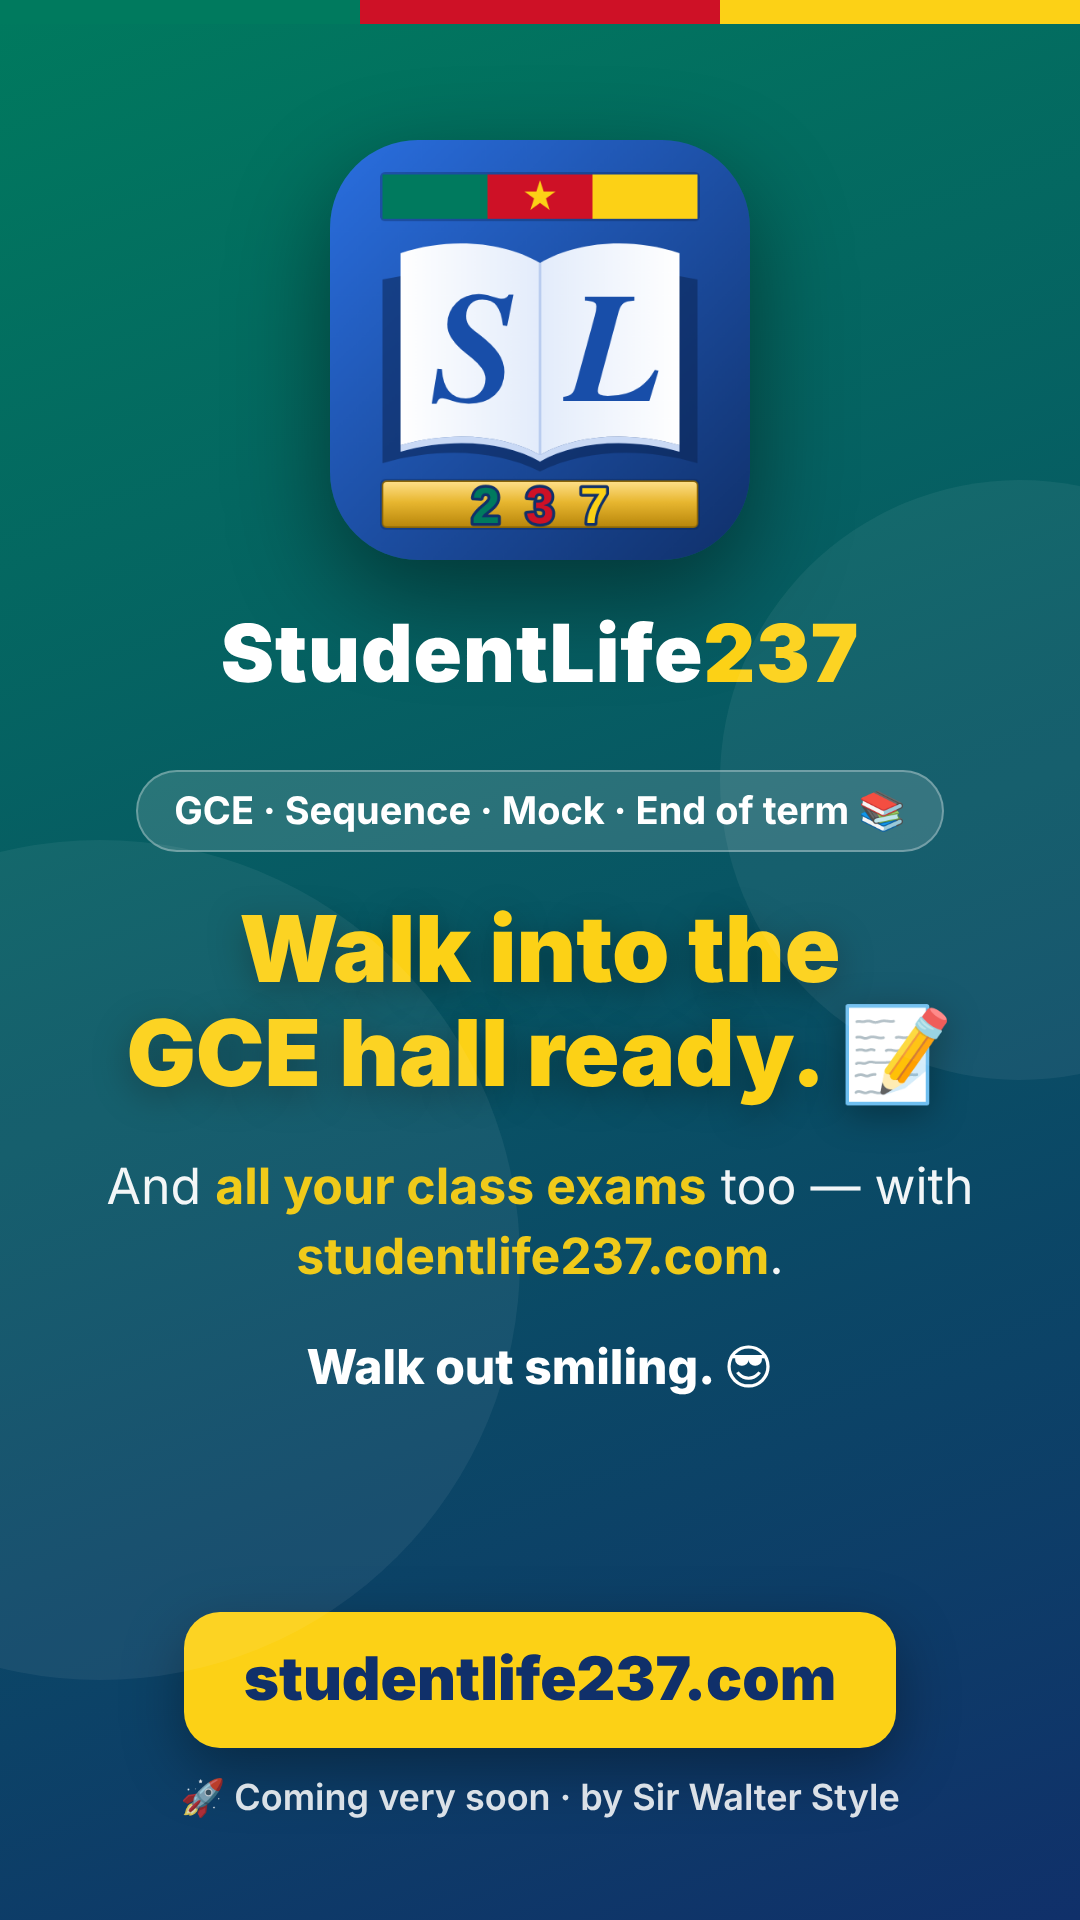 S L
2 3 7
StudentLife237
GCE · Sequence · Mock · End of term 📚
Walk into the
GCE hall ready. 📝
And all your class exams too — with
studentlife237.com.
Walk out smiling. 😎
studentlife237.com
🚀 Coming very soon · by Sir Walter Style